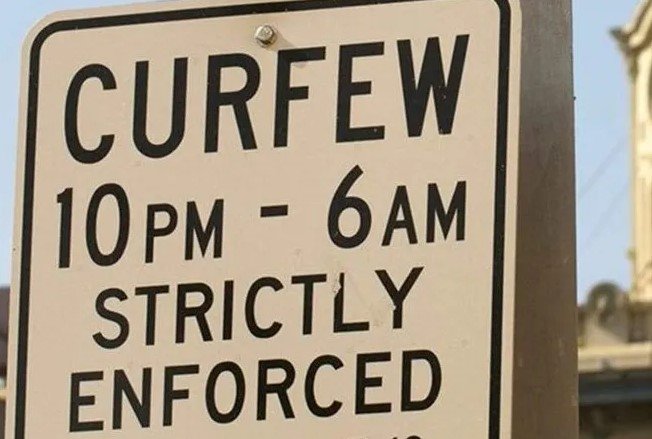 CURFEW
10PM - 6AM
STRICTLY
ENFORCED